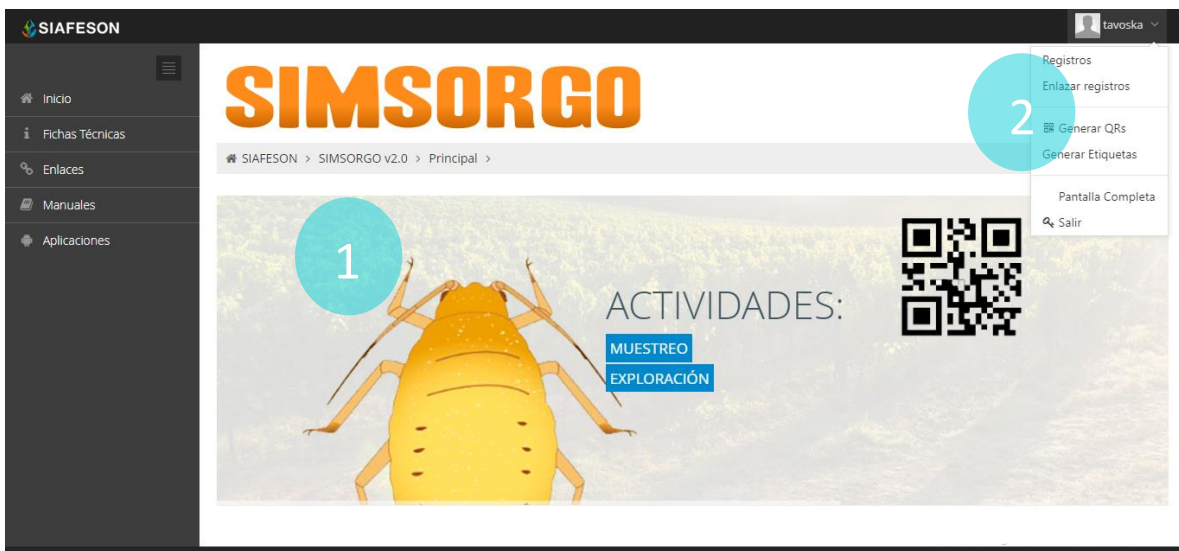 SIAFESON
tavoska
Inicio
Fichas Técnicas
Enlaces
Manuales
Aplicaciones
SIMSORGO
SIAFESON > SIMSORGO v2.0 > Principal >
Registros
Enlazar registros
2
Generar QRs
Generar Etiquetas
Pantalla Completa
Salir
1
ACTIVIDADES:
MUESTREO
EXPLORACIÓN